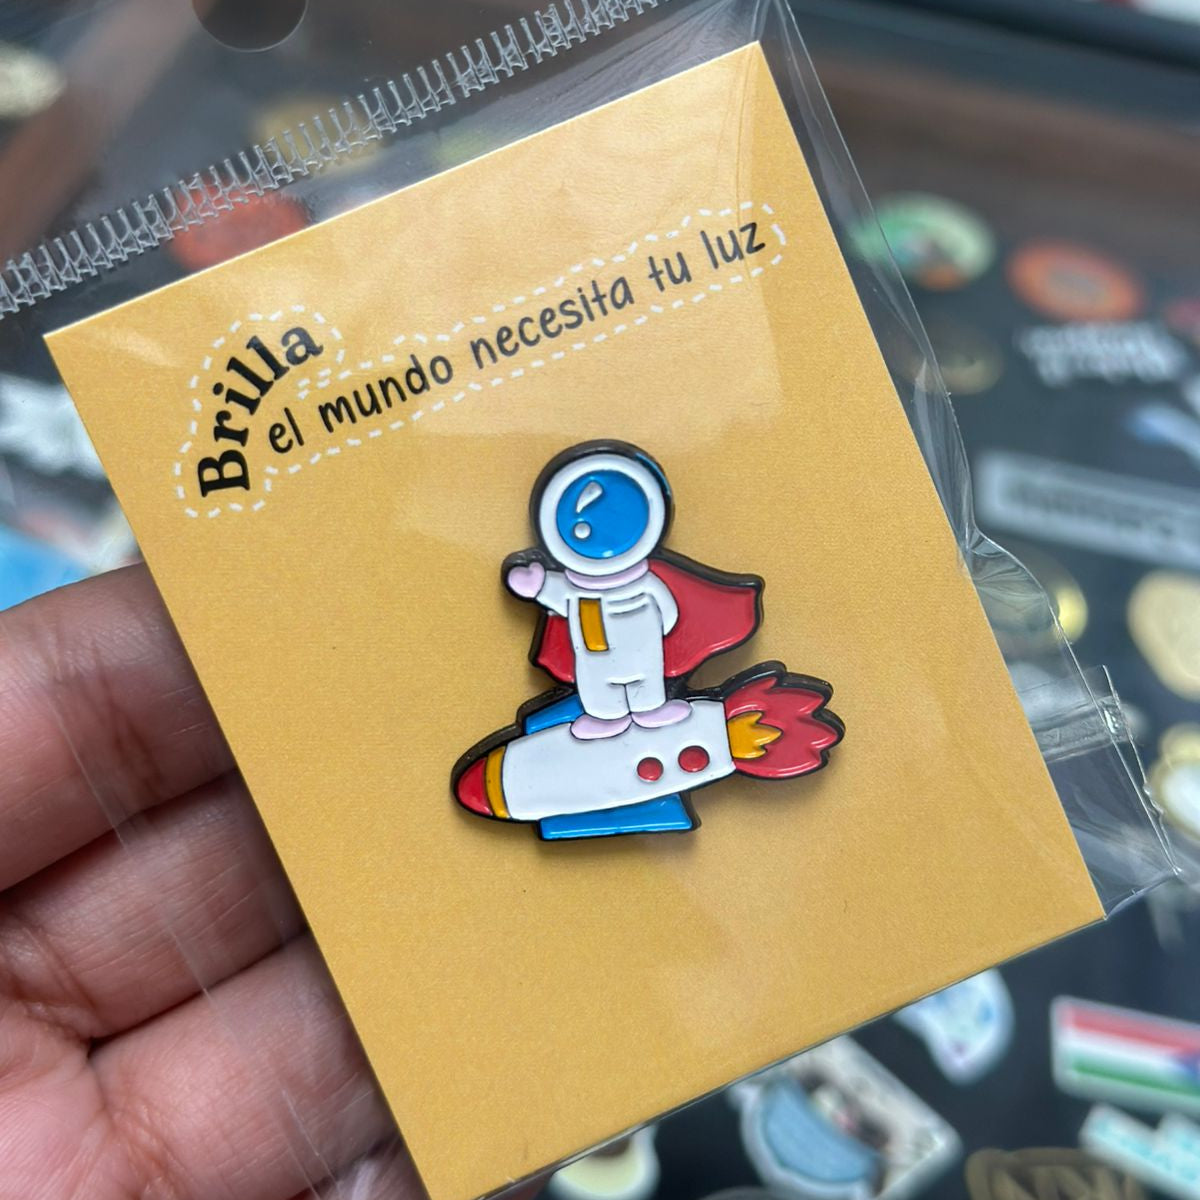 Brilla
el mundo necesita tu luz